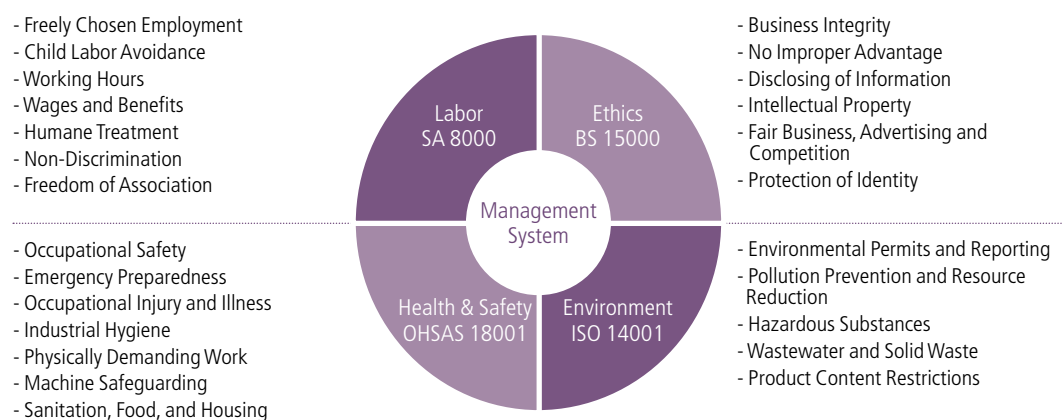 - Freely Chosen Employment
- Child Labor Avoidance
- Working Hours
- Wages and Benefits
- Humane Treatment
- Non-Discrimination
- Freedom of Association
Labor
SA 8000
Ethics
BS 15000
- Business Integrity
- No Improper Advantage
- Disclosing of Information
- Intellectual Property
- Fair Business, Advertising and
Competition
- Protection of Identity
Management
System
- Occupational Safety
- Emergency Preparedness
- Occupational Injury and Illness
- Industrial Hygiene
- Physically Demanding Work
- Machine Safeguarding
- Sanitation, Food, and Housing
Health & Safety
OHSAS 18001
Environment
ISO 14001
- Environmental Permits and Reporting
- Pollution Prevention and Resource
Reduction
- Hazardous Substances
- Wastewater and Solid Waste
- Product Content Restrictions